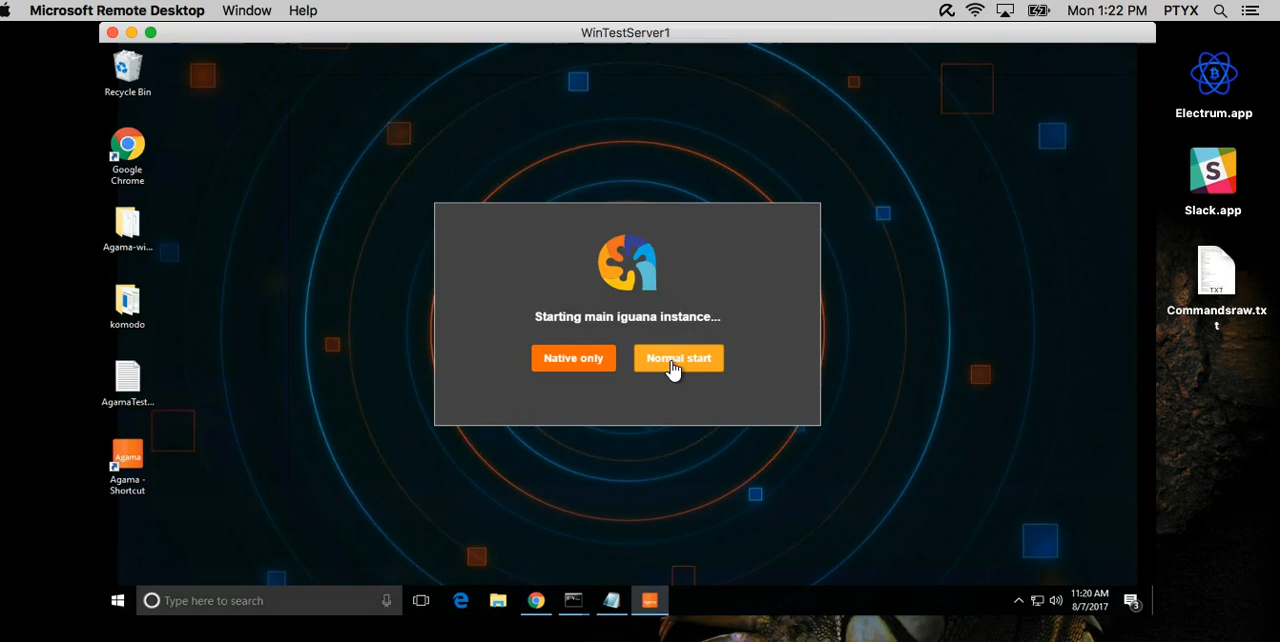 Microsoft Remote Desktop Window Help Mon 1:22 PM PTYX
WinTestServer1
Recycle Bin
Google
Chrome
Agama-wi...
komodo
AgamaTest...
Agama
Agama -
Shortcut
Starting main iguana instance...
Native only Normal start
Electrum.app
Slack.app
TXT
Commandsraw.tx
t
Type here to search
11:20 AM
8/7/2017
3